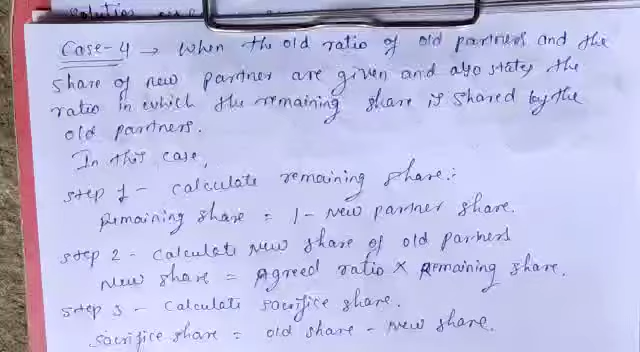 Case-4 → When the old ratio of old partners and the
share of new partner are given and also states the
ratio in which the remaining share is shared by the
old partners.
In this case,
step 1 - calculate remaining share :-
Remaining share = 1 - New partner share.
step 2 - calculate New share of old partners
New share = Agreed ratio × Remaining share.
step 3 - calculate sacrifice share.
sacrifice share = old share - New share.